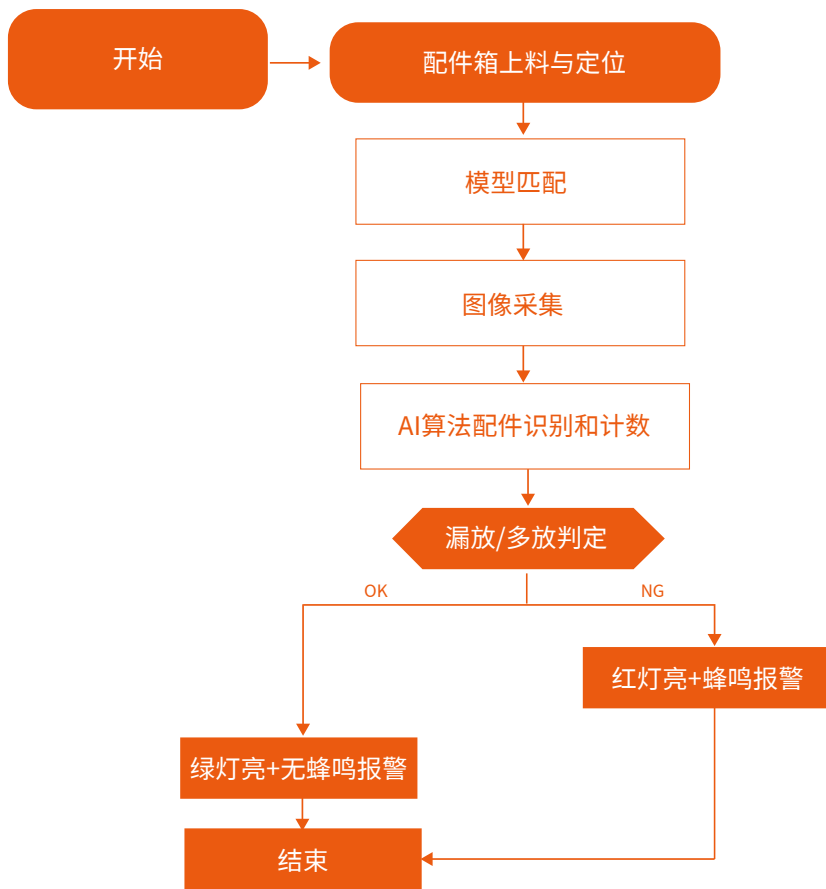 开始
配件箱上料与定位
模型匹配
图像采集
AI算法配件识别和计数
漏放/多放判定
OK
NG
红灯亮+蜂鸣报警
绿灯亮+无蜂鸣报警
结束